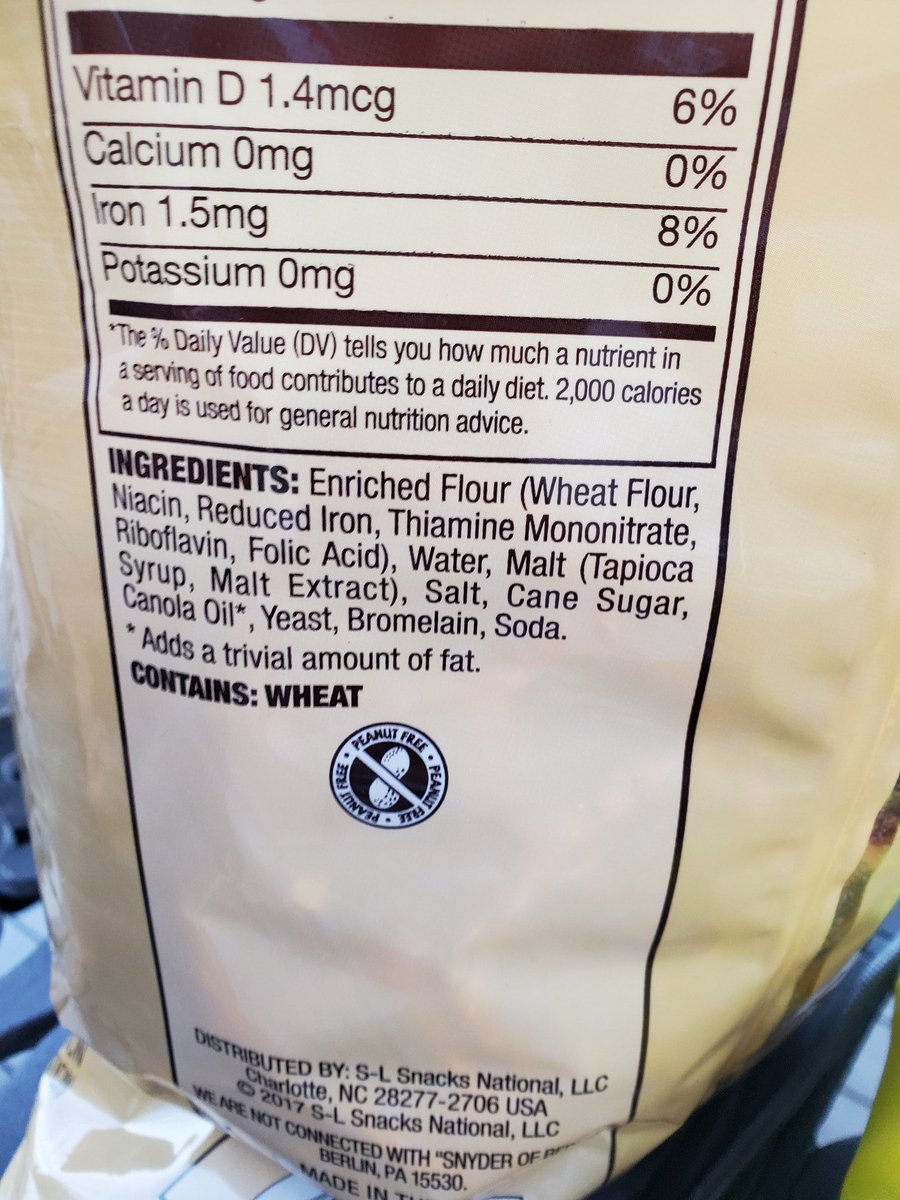 Vitamin D 1.4mcg 6%
Calcium 0mg 0%
Iron 1.5mg 8%
Potassium 0mg 0%
*The % Daily Value (DV) tells you how much a nutrient in
a serving of food contributes to a daily diet. 2,000 calories
a day is used for general nutrition advice.
INGREDIENTS: Enriched Flour (Wheat Flour,
Niacin, Reduced Iron, Thiamine Mononitrate,
Riboflavin, Folic Acid), Water, Malt (Tapioca
Syrup, Malt Extract), Salt, Cane Sugar,
Canola Oil*, Yeast, Bromelain, Soda.
* Adds a trivial amount of fat.
CONTAINS: WHEAT
PEANUT FREE • PEANUT FREE • PEANUT FREE •
DISTRIBUTED BY: S-L Snacks National, LLC
Charlotte, NC 28277-2706 USA
© 2017 S-L Snacks National, LLC
WE ARE NOT CONNECTED WITH "SNYDER OF
BERLIN, PA 15530.
MADE IN